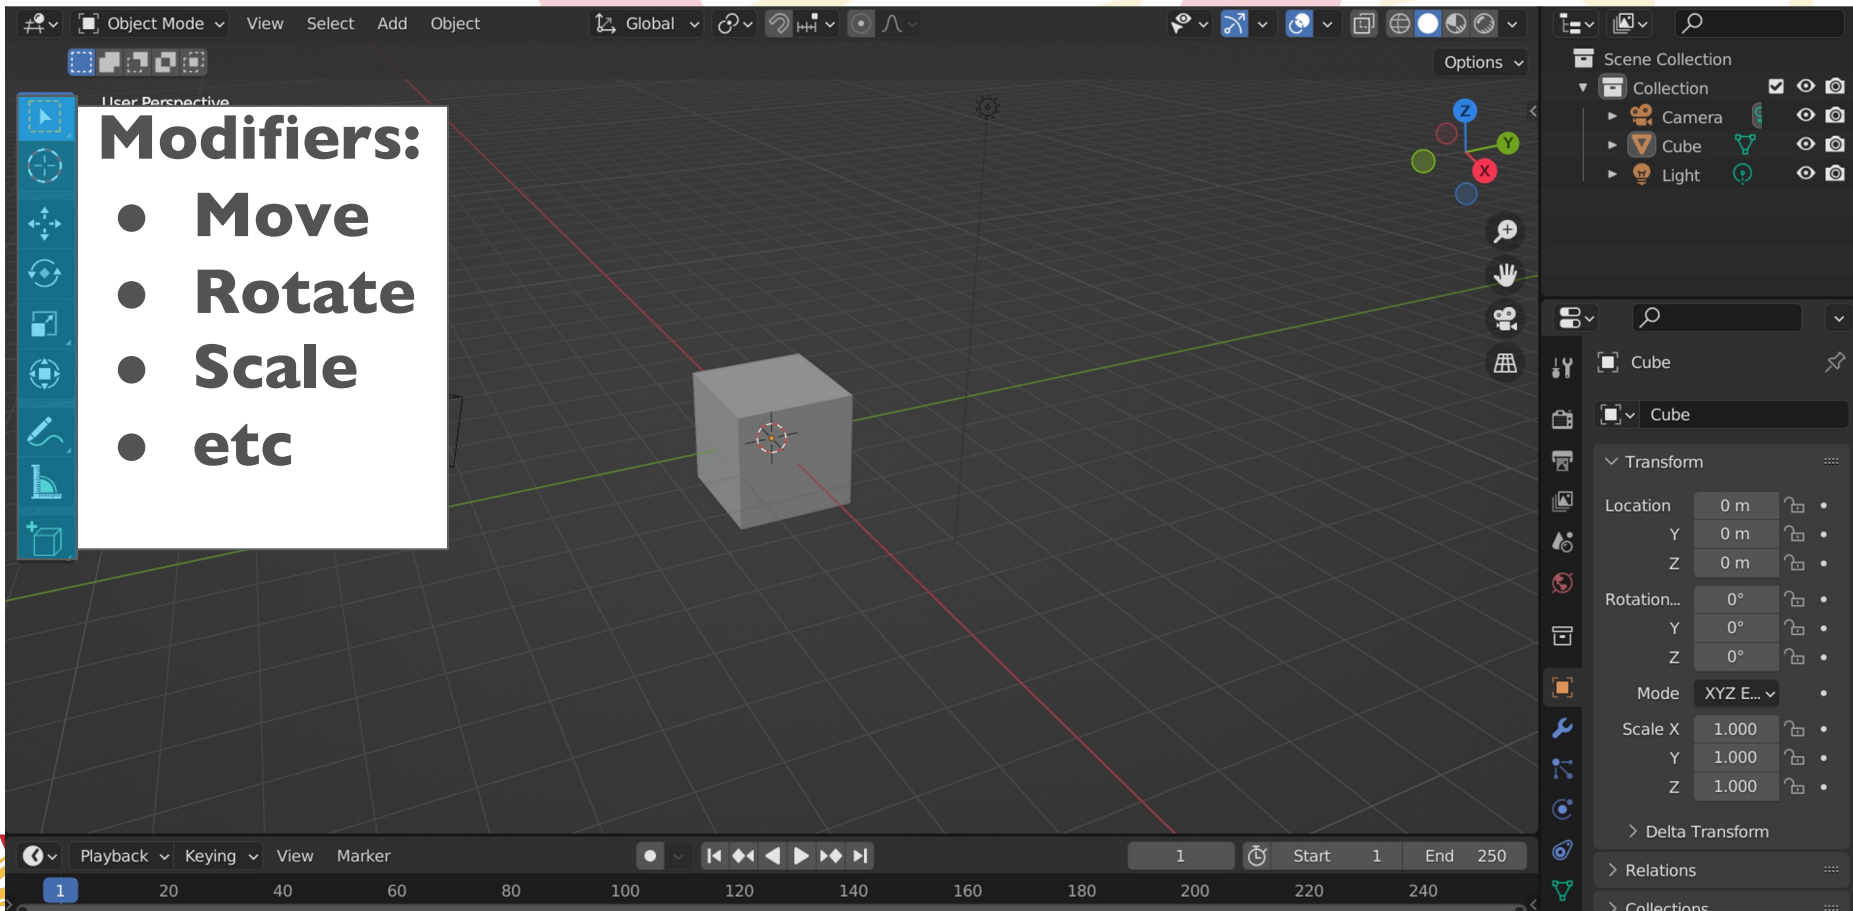 Object Mode View Select Add Object Global
Options
User Perspective
Modifiers:
● Move
● Rotate
● Scale
● etc
Z
Y
X
Scene Collection
Collection
Camera
Cube
Light
Cube
Cube
Transform
Location 0 m
Y 0 m
Z 0 m
Rotation... 0°
Y 0°
Z 0°
Mode XYZ E...
Scale X 1.000
Y 1.000
Z 1.000
Delta Transform
Relations
Collections
Playback Keying View Marker 1 Start 1 End 250
1 20 40 60 80 100 120 140 160 180 200 220 240